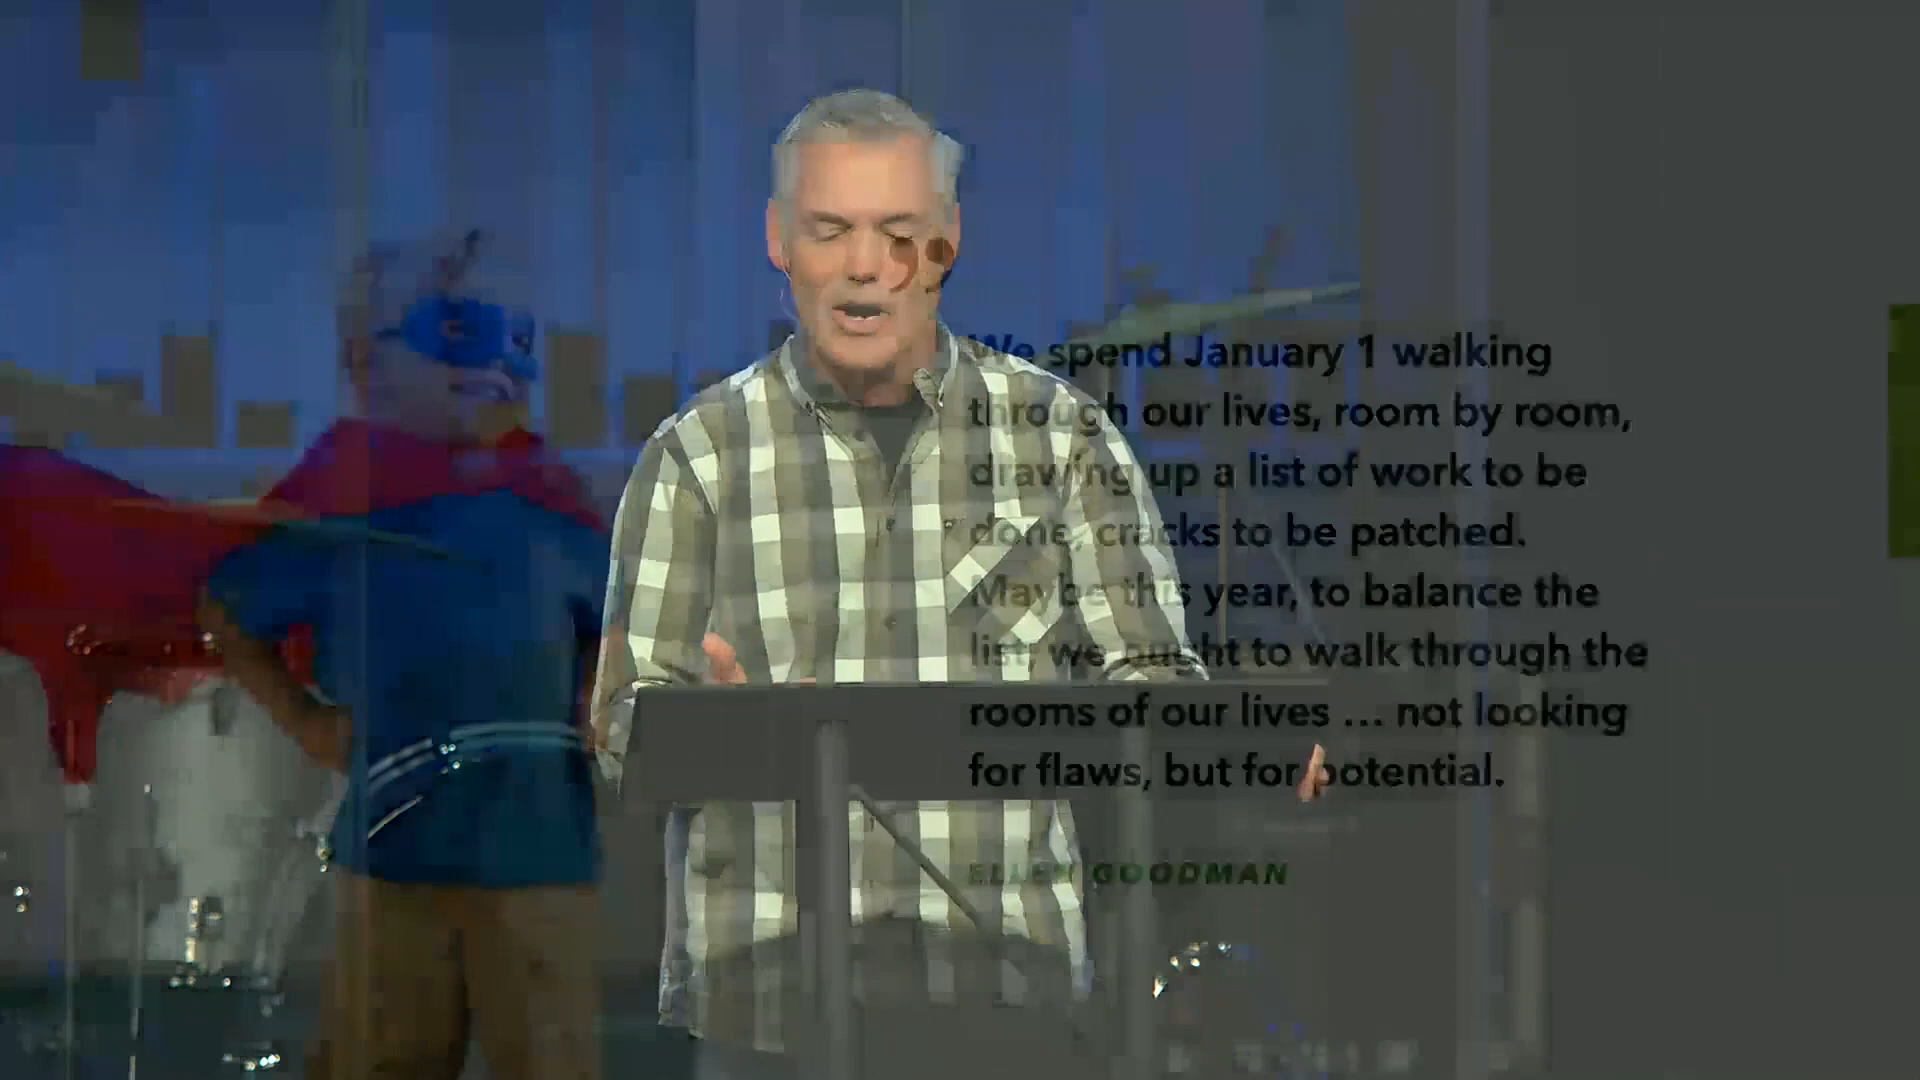 We spend January 1 walking
through our lives, room by room,
drawing up a list of work to be
done, cracks to be patched.
Maybe this year, to balance the
list, we ought to walk through the
rooms of our lives ... not looking
for flaws, but for potential.
ELLEN GOODMAN